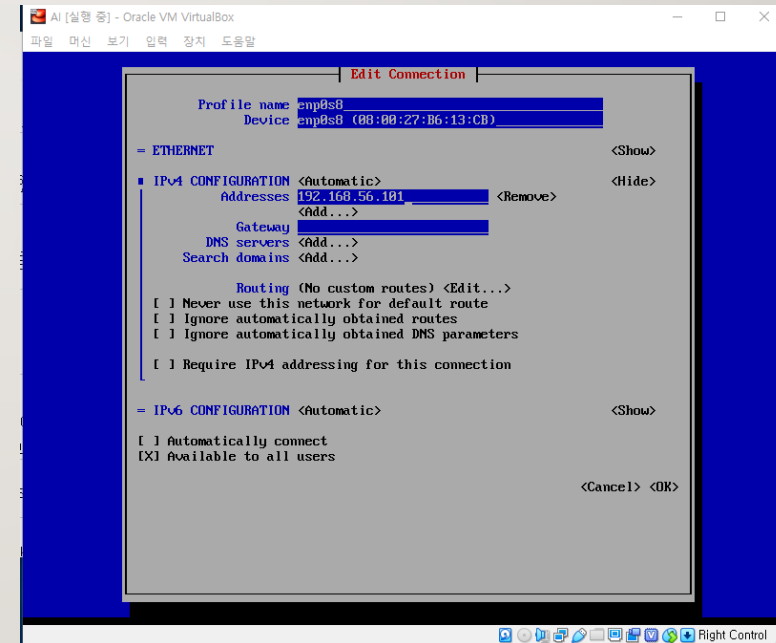 AI [실행 중] - Oracle VM VirtualBox
파일 머신 보기 입력 장치 도움말
Edit Connection
Profile name enp0s8
Device enp0s8 (08:00:27:B6:13:CB)
= ETHERNET <Show>
IPv4 CONFIGURATION <Automatic> <Hide>
Addresses 192.168.56.101 <Remove>
<Add...>
Gateway
DNS servers <Add...>
Search domains <Add...>
Routing (No custom routes) <Edit...>
[ ] Never use this network for default route
[ ] Ignore automatically obtained routes
[ ] Ignore automatically obtained DNS parameters
[ ] Require IPv4 addressing for this connection
= IPv6 CONFIGURATION <Automatic> <Show>
[ ] Automatically connect
[X] Available to all users
<Cancel> <OK>
Right Control